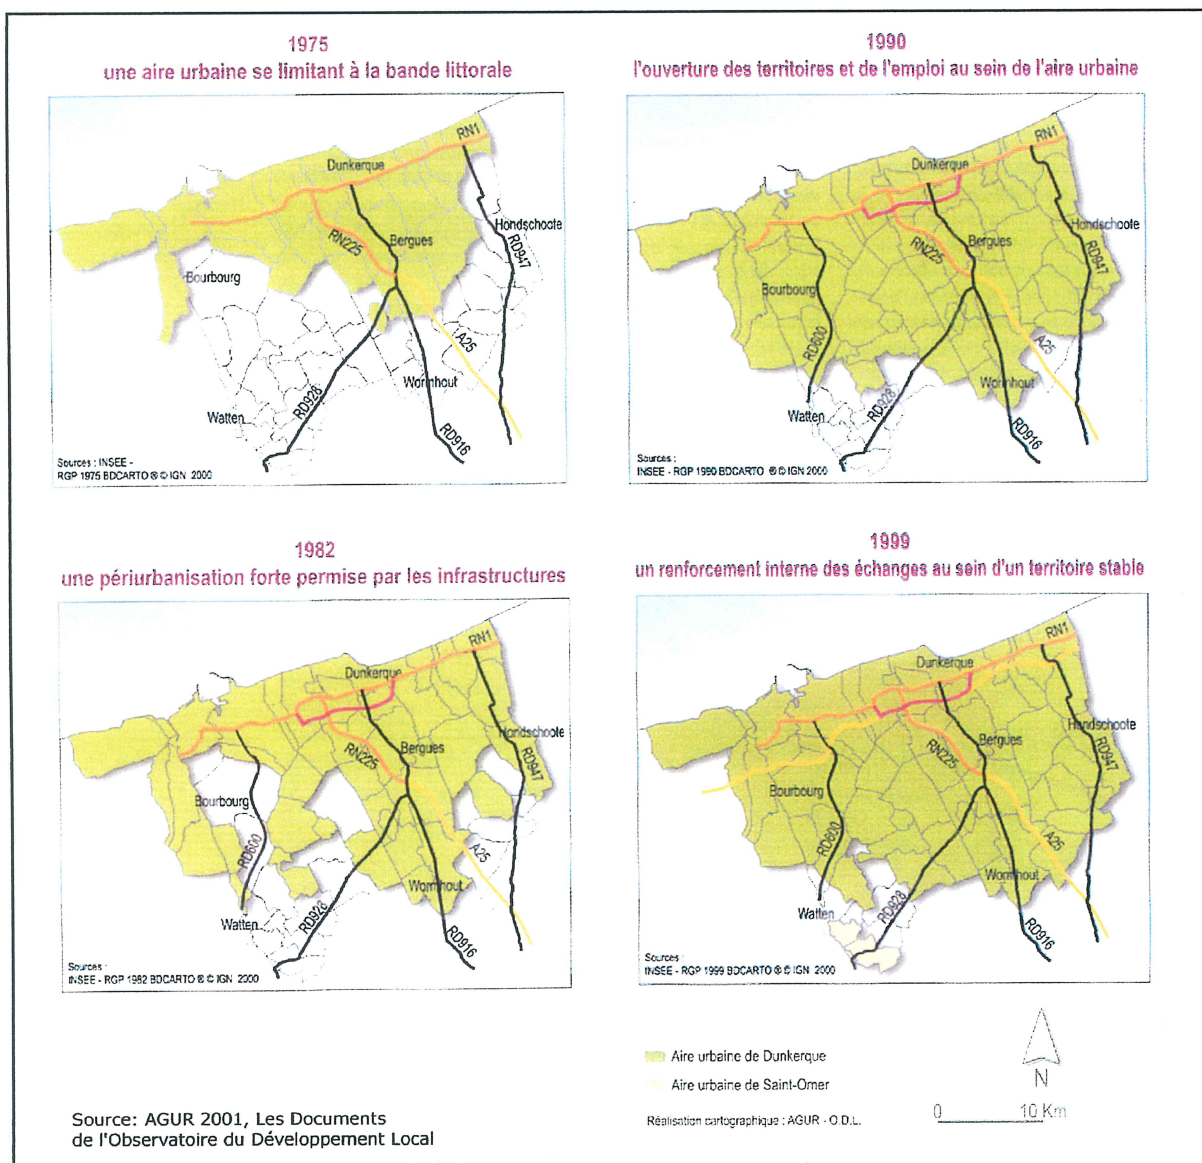 1975
une aire urbaine se limitant à la bande littorale
RN1
Dunkerque
Hondschoote
RD947
Bergues
RN225
Bourbourg
A25
Wormhout
RD928
Watten
RD916
Sources : INSEE -
RGP 1975 BDCARTO ® © IGN 2000
1990
l'ouverture des territoires et de l'emploi au sein de l'aire urbaine
RN1
Dunkerque
Hondschoote
RD947
Bergues
RN225
Bourbourg
RD600
A25
Wormhout
RD928
Watten
RD916
Sources :
INSEE - RGP 1990 BDCARTO ® © IGN 2000
1982
une périurbanisation forte permise par les infrastructures
RN1
Dunkerque
Hondschoote
RD947
Bergues
RN225
Bourbourg
RD600
A25
Wormhout
RD928
Watten
RD916
Sources :
INSEE - RGP 1982 BDCARTO ® © IGN 2000
1999
un renforcement interne des échanges au sein d'un territoire stable
RN1
Dunkerque
Hondschoote
RD947
Bergues
RN225
Bourbourg
RD600
A25
Wormhout
RD928
Watten
RD916
Sources :
INSEE - RGP 1999 BDCARTO ® © IGN 2000
Aire urbaine de Dunkerque
Aire urbaine de Saint-Omer
Réalisation cartographique : AGUR - O.D.L.
N
0 10 Km
Source: AGUR 2001, Les Documents
de l'Observatoire du Développement Local